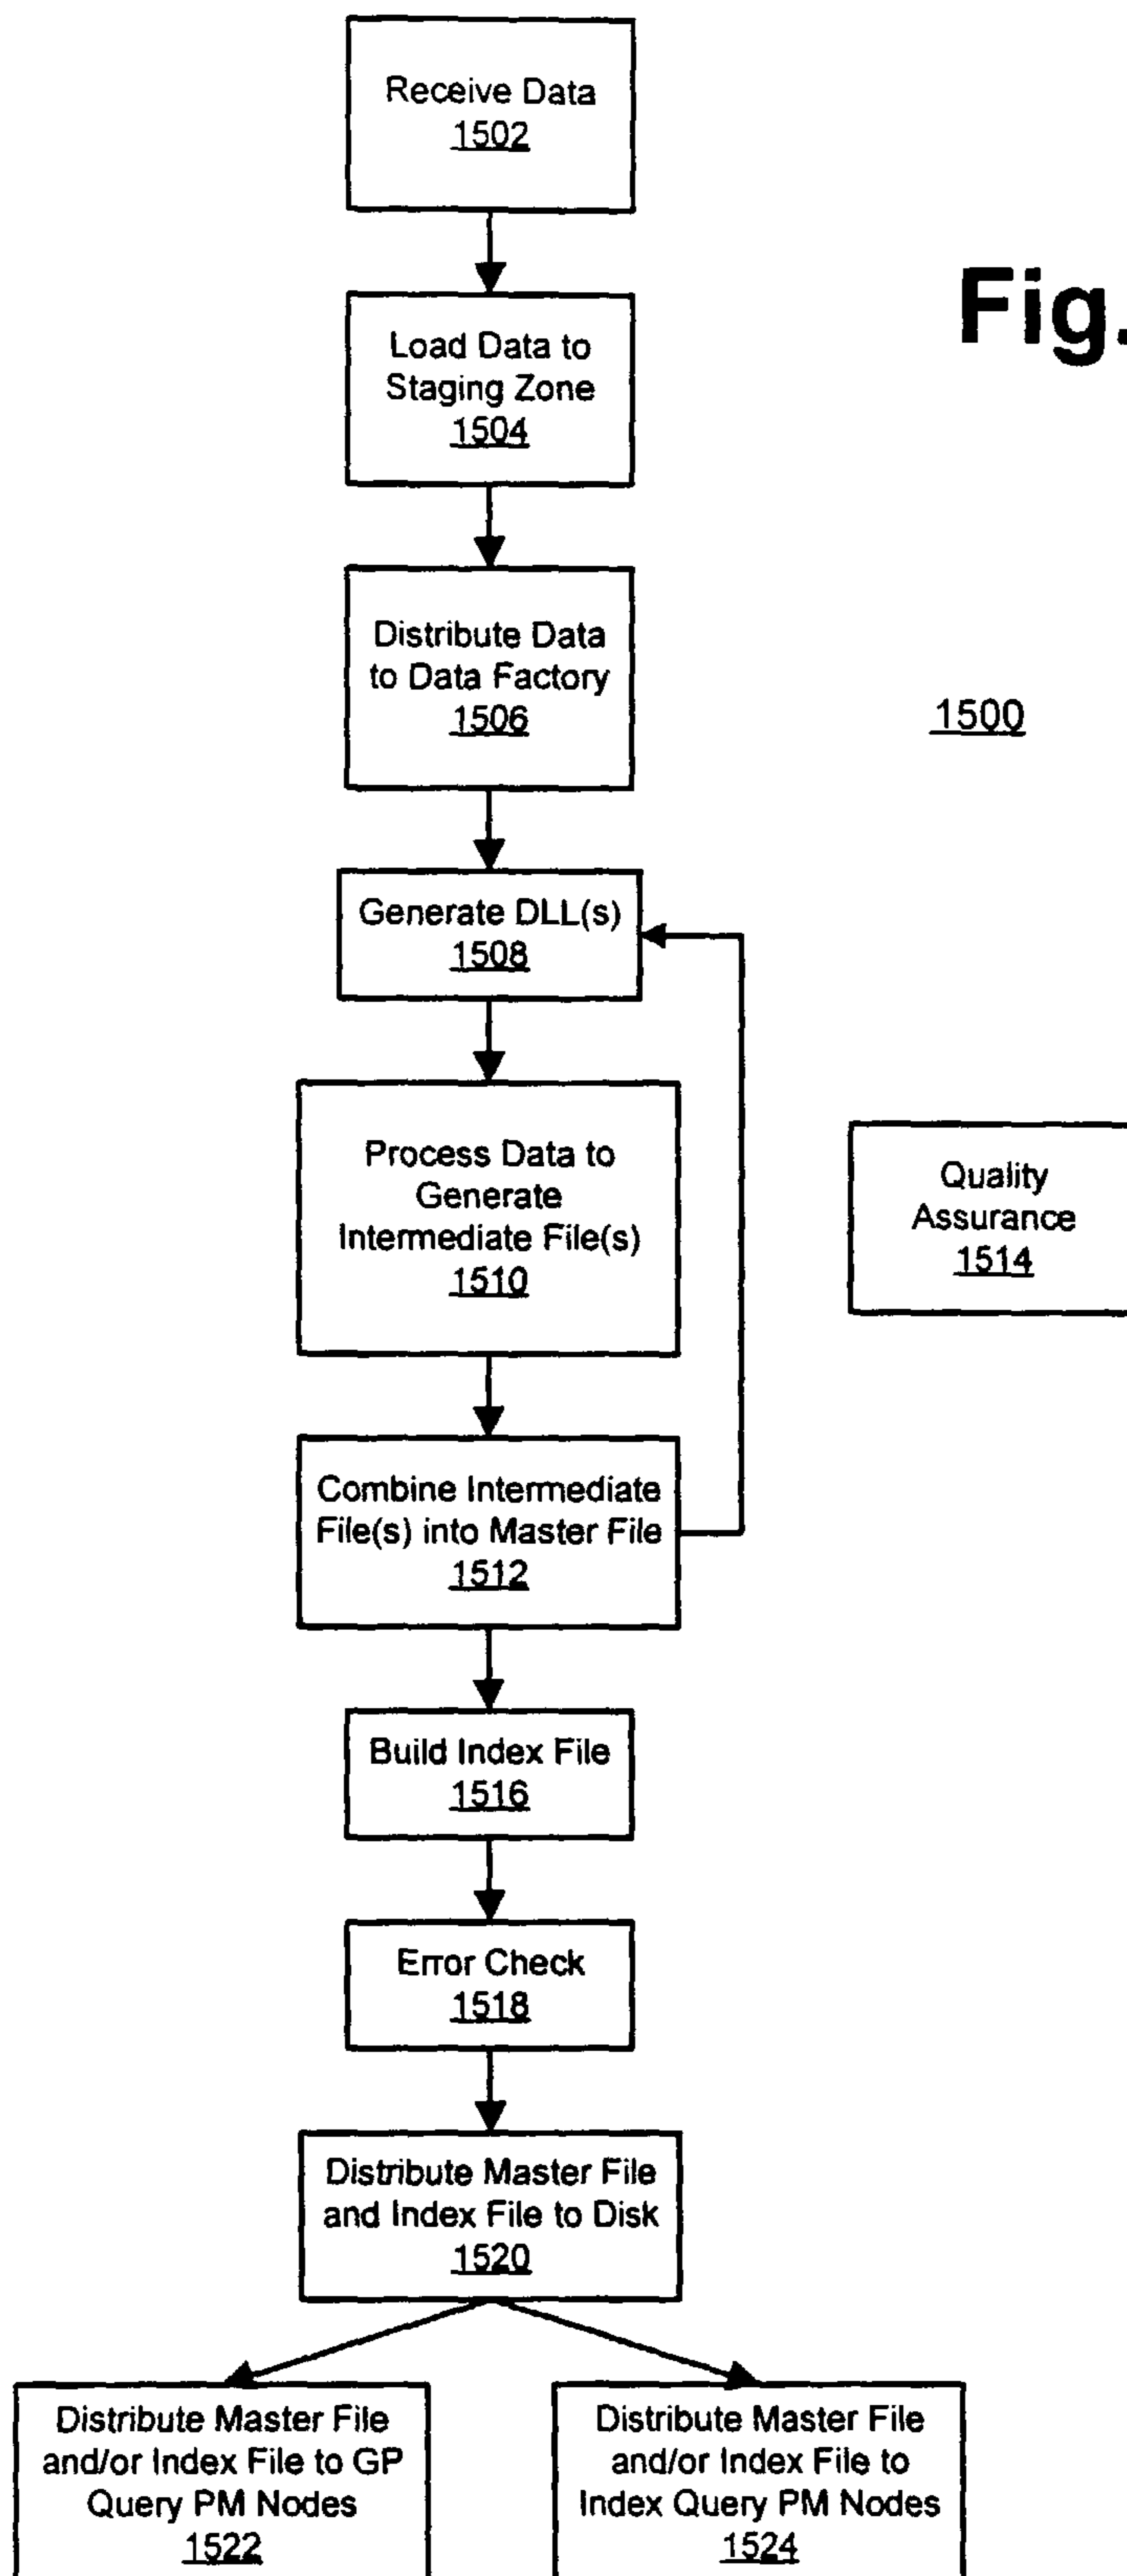 Receive Data
1502
Fig.
Load Data to
Staging Zone
1504
Distribute Data
to Data Factory
1506
1500
Generate DLL(s)
1508
Process Data to
Generate
Intermediate File(s)
1510
Quality
Assurance
1514
Combine Intermediate
File(s) into Master File
1512
Build Index File
1516
Error Check
1518
Distribute Master File
and Index File to Disk
1520
Distribute Master File
and/or Index File to GP
Query PM Nodes
1522
Distribute Master File
and/or Index File to
Index Query PM Nodes
1524